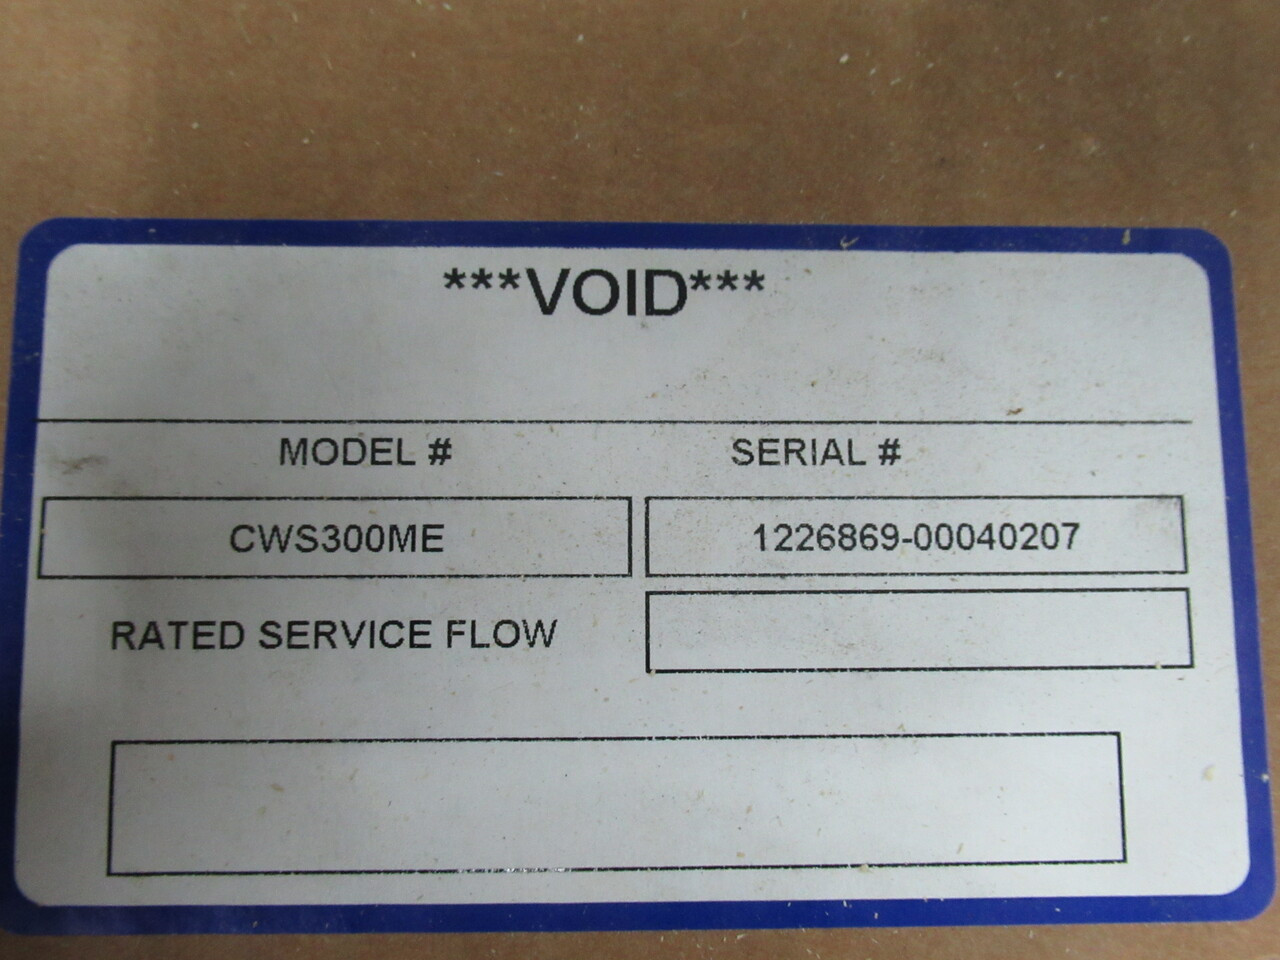 ***VOID***
MODEL # SERIAL #
CWS300ME 1226869-00040207
RATED SERVICE FLOW